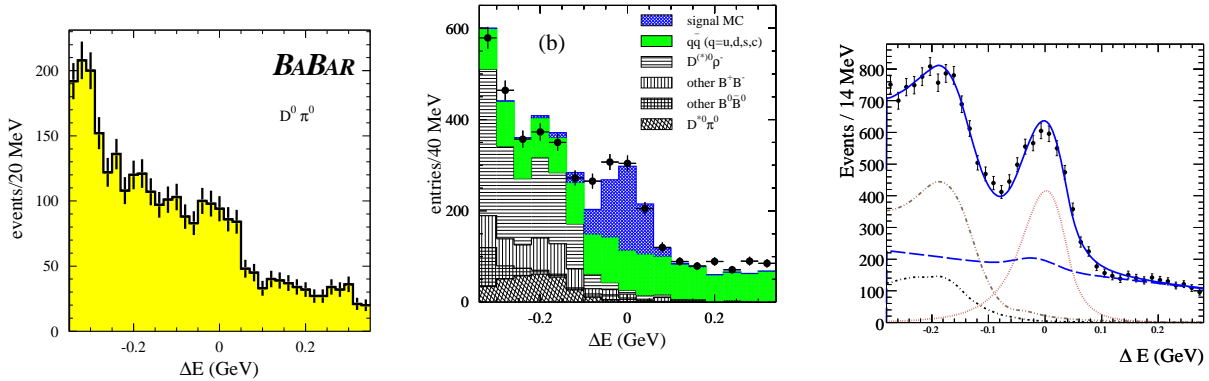 BABAR
D⁰ π⁰
events/20 MeV
200
150
100
50
0
-0.2
0
0.2
ΔE (GeV)
(b)
signal MC
qq̄ (q=u,d,s,c)
D⁽*⁾⁰ρ⁻
other B⁺B⁻
other B⁰B̄⁰
D*⁰π⁰
entries/40 MeV
600
400
200
0
-0.2
0
0.2
ΔE (GeV)
Events / 14 MeV
800
700
600
500
400
300
200
100
0
-0.2
-0.1
0
0.1
0.2
Δ E (GeV)